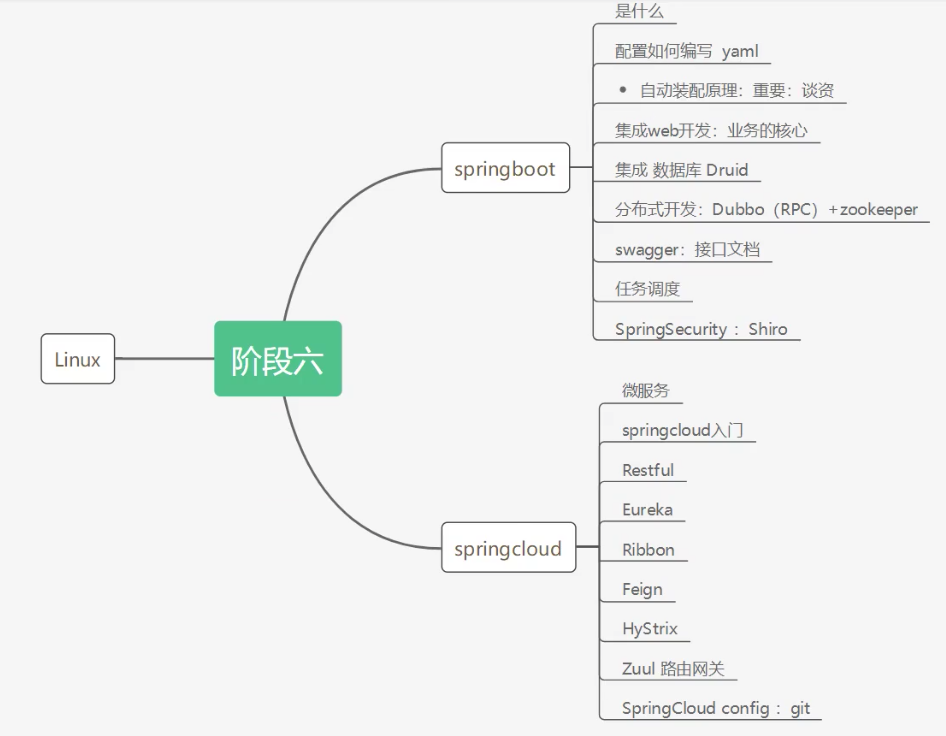 是什么
配置如何编写 yaml
• 自动装配原理：重要：谈资
集成web开发：业务的核心
集成 数据库 Druid
分布式开发：Dubbo（RPC）+zookeeper
swagger：接口文档
任务调度
SpringSecurity ：Shiro
springboot
阶段六
Linux
微服务
springcloud入门
Restful
Eureka
Ribbon
Feign
HyStrix
Zuul 路由网关
SpringCloud config ：git
springcloud